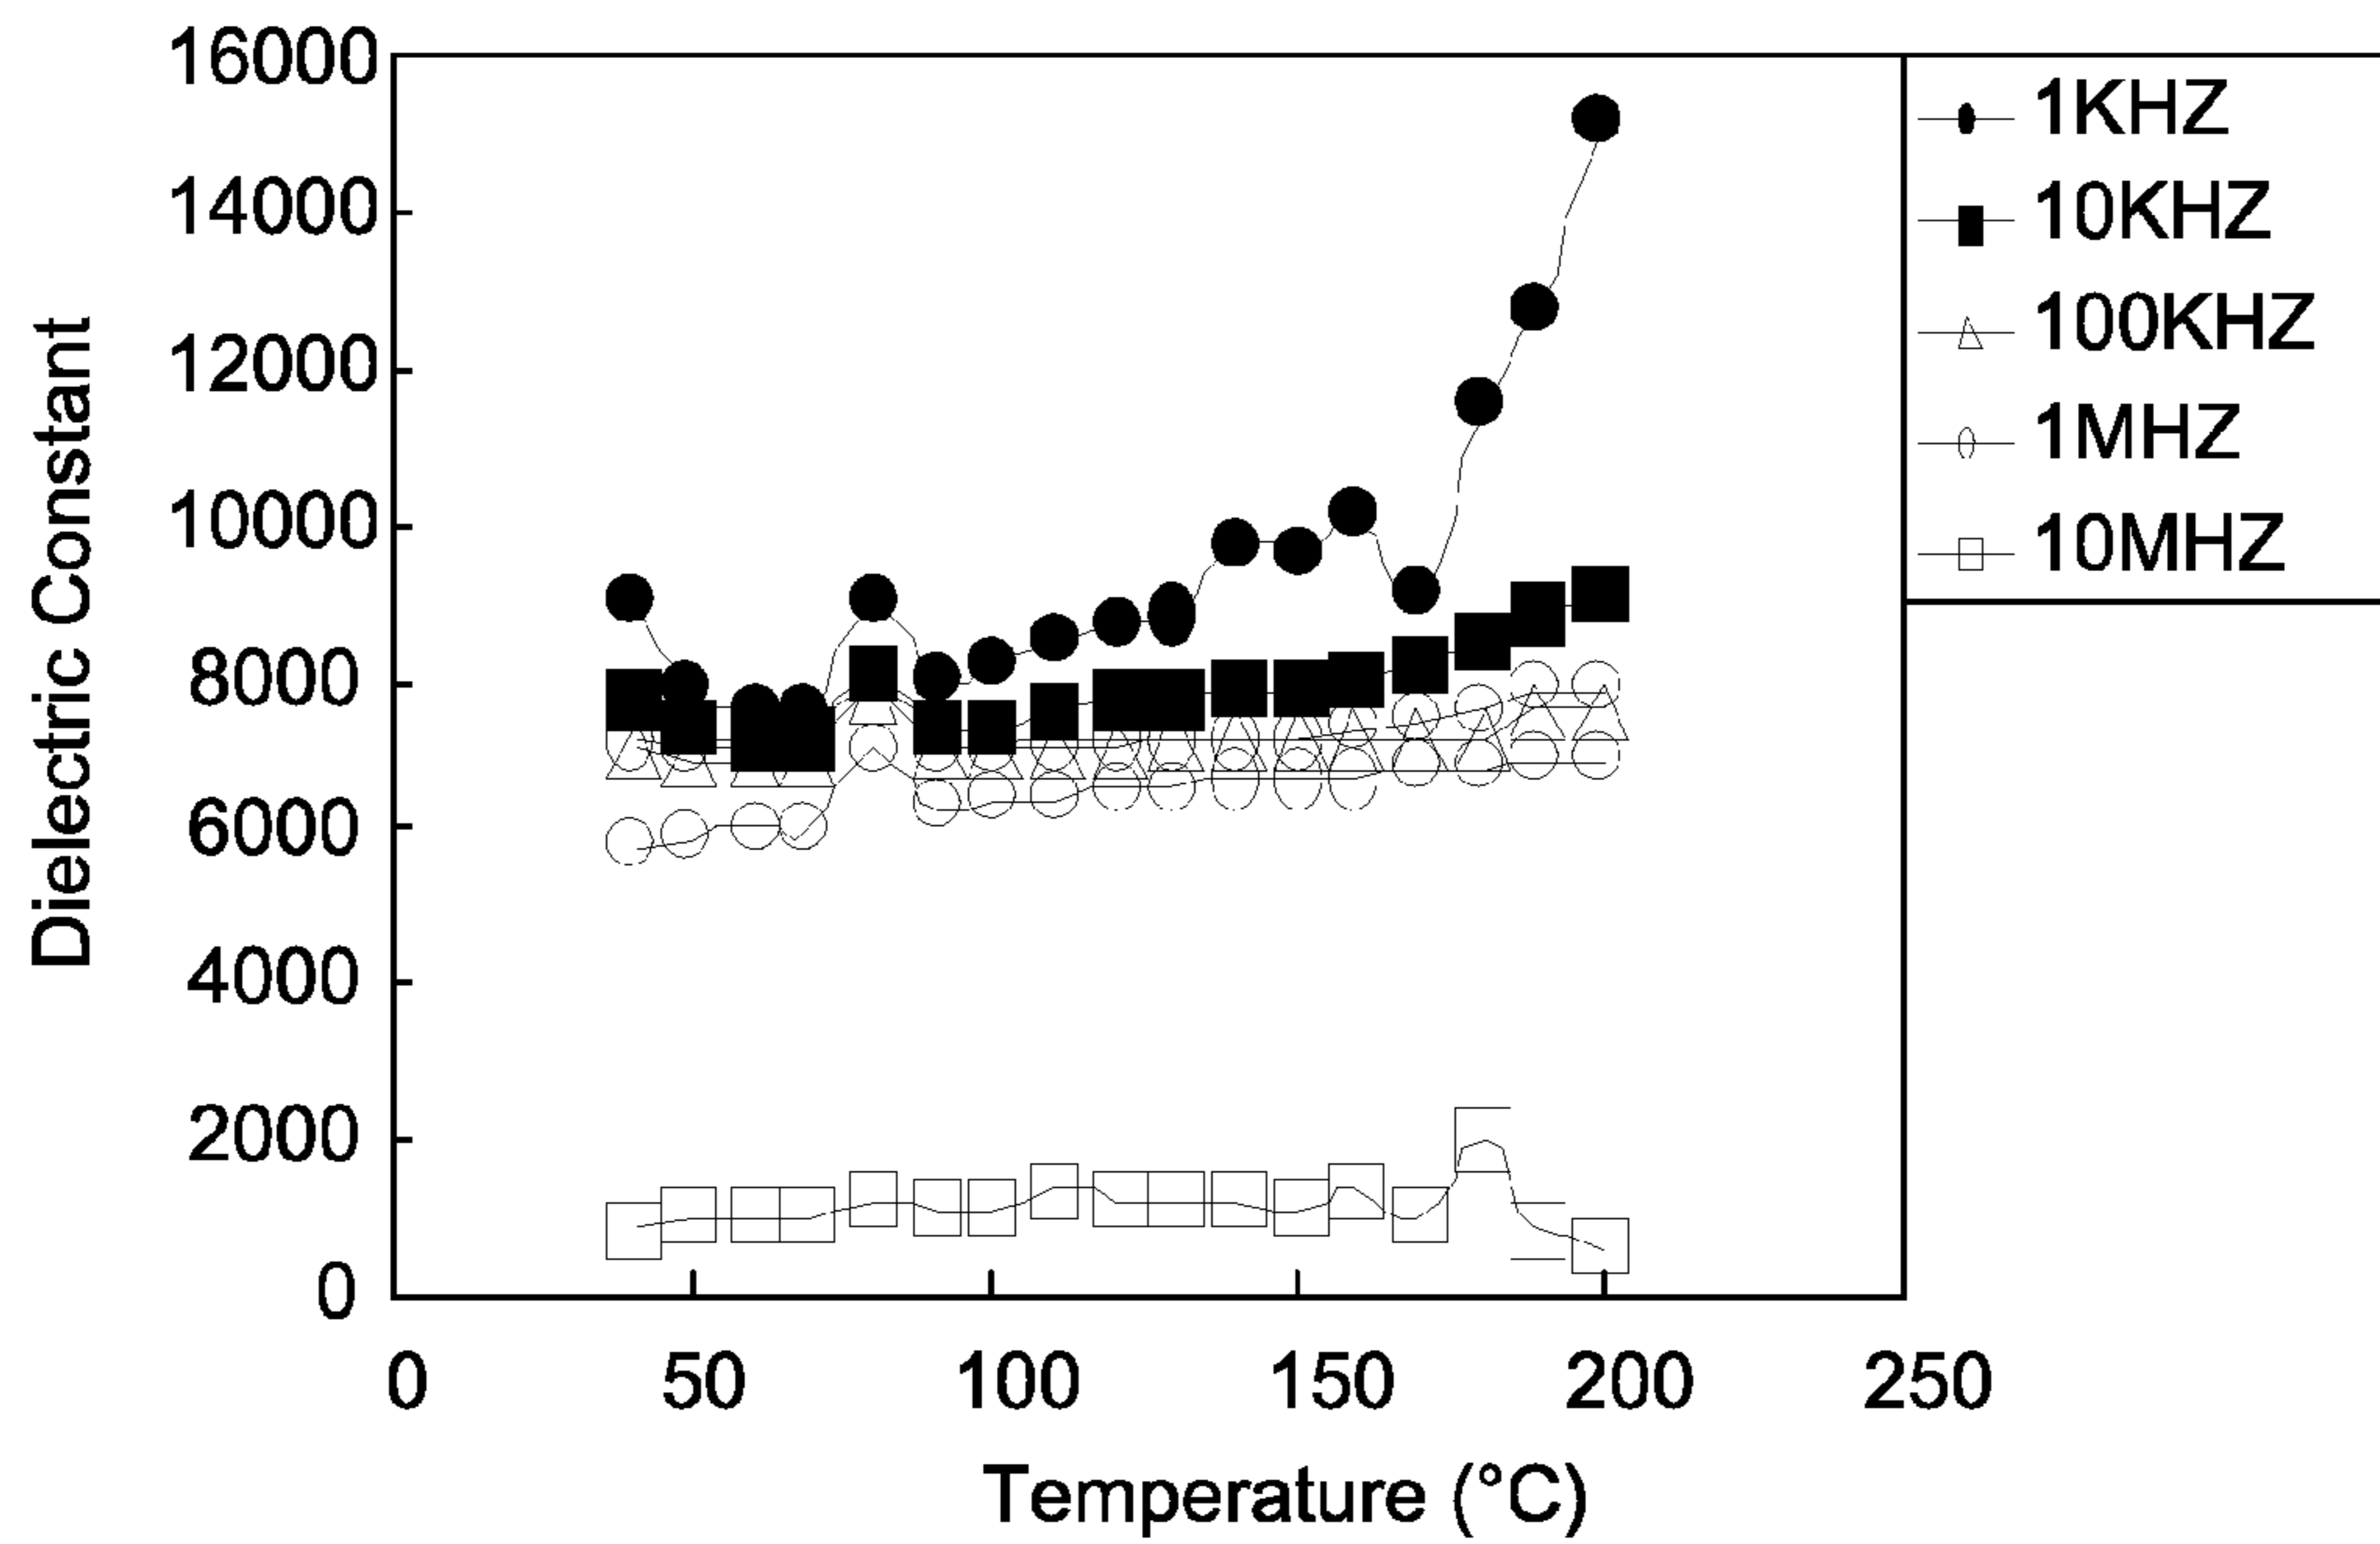 16000
14000
12000
10000
8000
6000
4000
2000
0
Dielectric Constant
0 50 100 150 200 250
Temperature (°C)
1KHZ
10KHZ
100KHZ
1MHZ
10MHZ